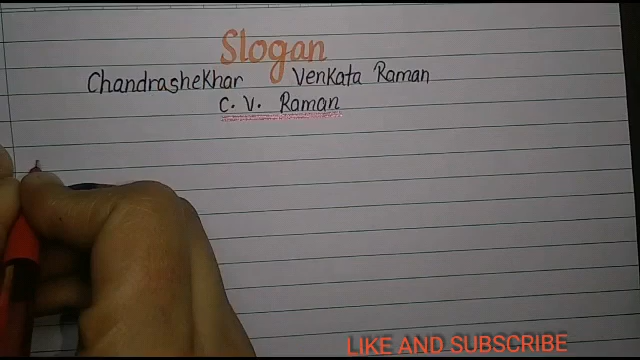 Slogan
Chandrashekhar Venkata Raman
C. V. Raman
LIKE AND SUBSCRIBE